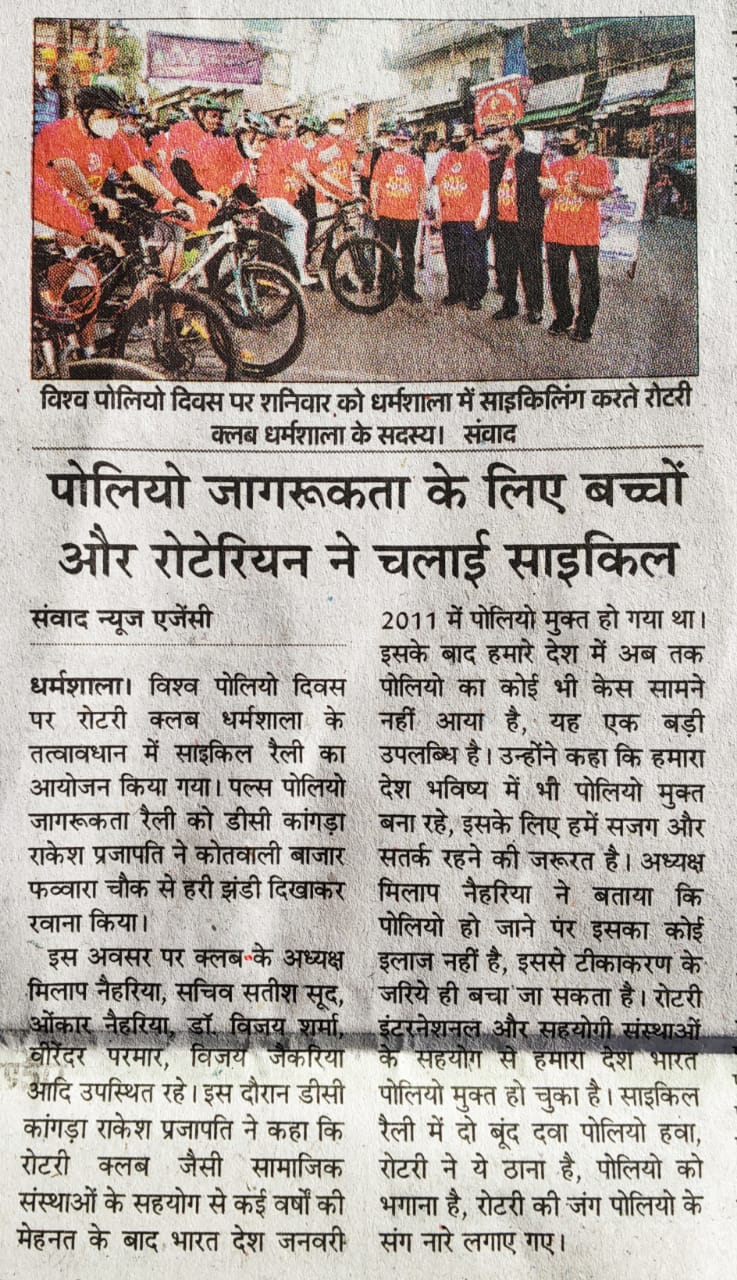 विश्व पोलियो दिवस पर शनिवार को धर्मशाला में साइकिलिंग करते रोटरी
क्लब धर्मशाला के सदस्य। संवाद
पोलियो जागरूकता के लिए बच्चों
और रोटेरियन ने चलाई साइकिल
संवाद न्यूज एजेंसी
धर्मशाला। विश्व पोलियो दिवस
पर रोटरी क्लब धर्मशाला के
तत्वावधान में साइकिल रैली का
आयोजन किया गया। पल्स पोलियो
जागरूकता रैली को डीसी कांगड़ा
राकेश प्रजापति ने कोतवाली बाजार
फव्वारा चौक से हरी झंडी दिखाकर
रवाना किया।
इस अवसर पर क्लब के अध्यक्ष
मिलाप नैहरिया, सचिव सतीश सूद,
ओंकार नैहरिया, डॉ. विजय शर्मा,
वीरेंदर परमार, विजय जैकरिया
आदि उपस्थित रहे। इस दौरान डीसी
कांगड़ा राकेश प्रजापति ने कहा कि
रोटरी क्लब जैसी सामाजिक
संस्थाओं के सहयोग से कई वर्षों की
मेहनत के बाद भारत देश जनवरी
2011 में पोलियो मुक्त हो गया था।
इसके बाद हमारे देश में अब तक
पोलियो का कोई भी केस सामने
नहीं आया है, यह एक बड़ी
उपलब्धि है। उन्होंने कहा कि हमारा
देश भविष्य में भी पोलियो मुक्त
बना रहे, इसके लिए हमें सजग और
सतर्क रहने की जरूरत है। अध्यक्ष
मिलाप नैहरिया ने बताया कि
पोलियो हो जाने पंर इसका कोई
इलाज नहीं है, इससे टीकाकरण के
जरिये ही बचा जा सकता है। रोटरी
इंटरनेशनल और सहयोगी संस्थाओं
के सहयोग से हमारा देश भारत
पोलियो मुक्त हो चुका है। साइकिल
रैली में दो बूंद दवा पोलियो हवा,
रोटरी ने ये ठाना है, पोलियो को
भगाना है, रोटरी की जंग पोलियो के
संग नारे लगाए गए।